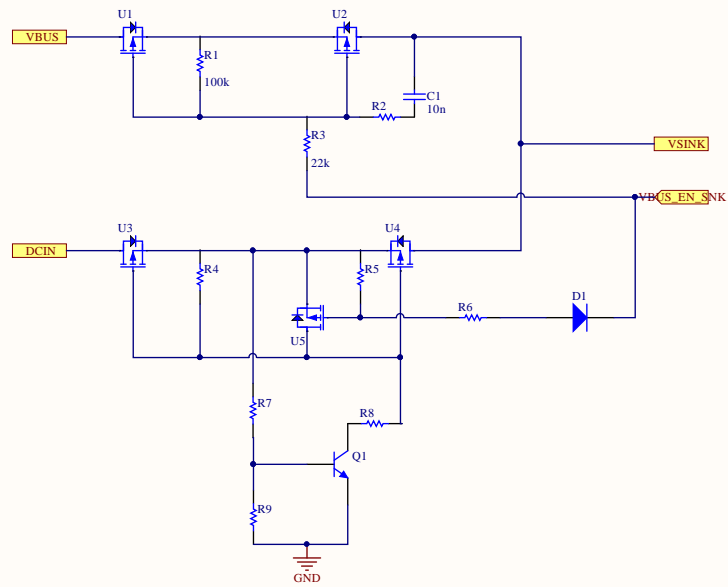 U1
U2
VBUS
R1
100k
R2
C1
10n
R3
22k
VSINK
VBUS_EN_SNK
U3
U4
DCIN
R4
R5
R6
D1
U5
R7
R8
Q1
R9
GND